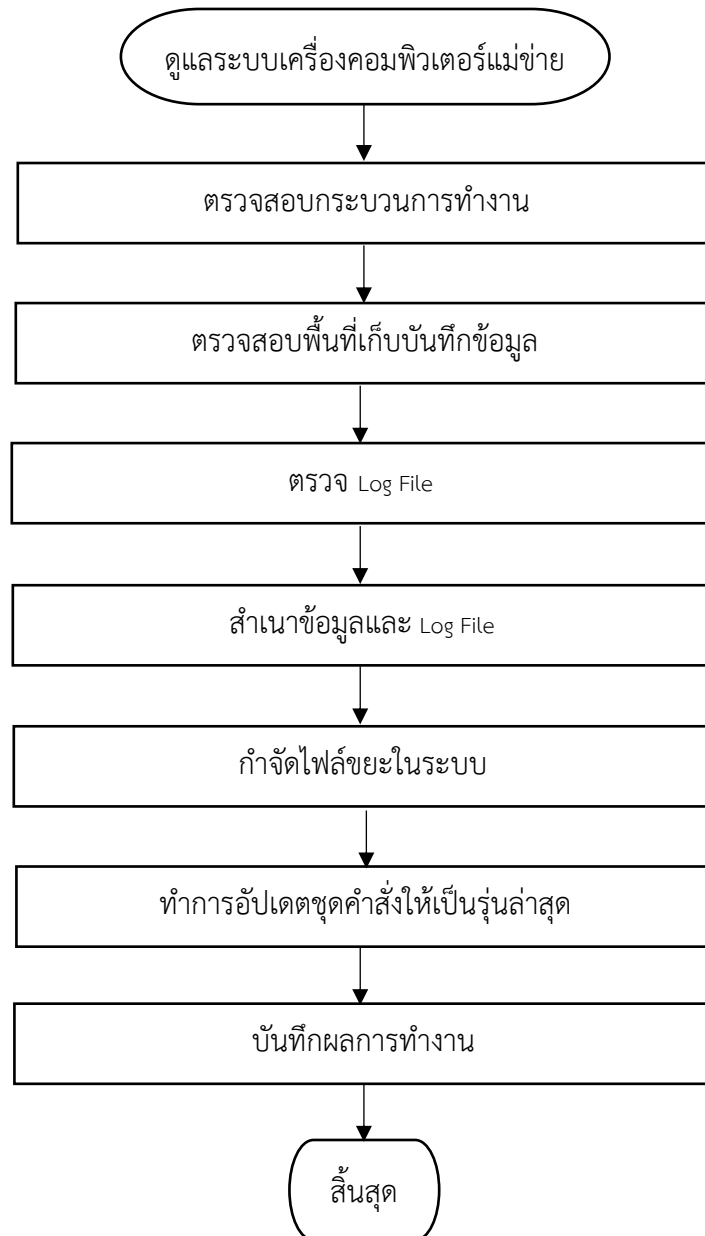 ดูแลระบบเครื่องคอมพิวเตอร์แม่ข่าย
ตรวจสอบกระบวนการทำงาน
ตรวจสอบพื้นที่เก็บบันทึกข้อมูล
ตรวจ Log File
สำเนาข้อมูลและ Log File
กำจัดไฟล์ขยะในระบบ
ทำการอัปเดตชุดคำสั่งให้เป็นรุ่นล่าสุด
บันทึกผลการทำงาน
สิ้นสุด